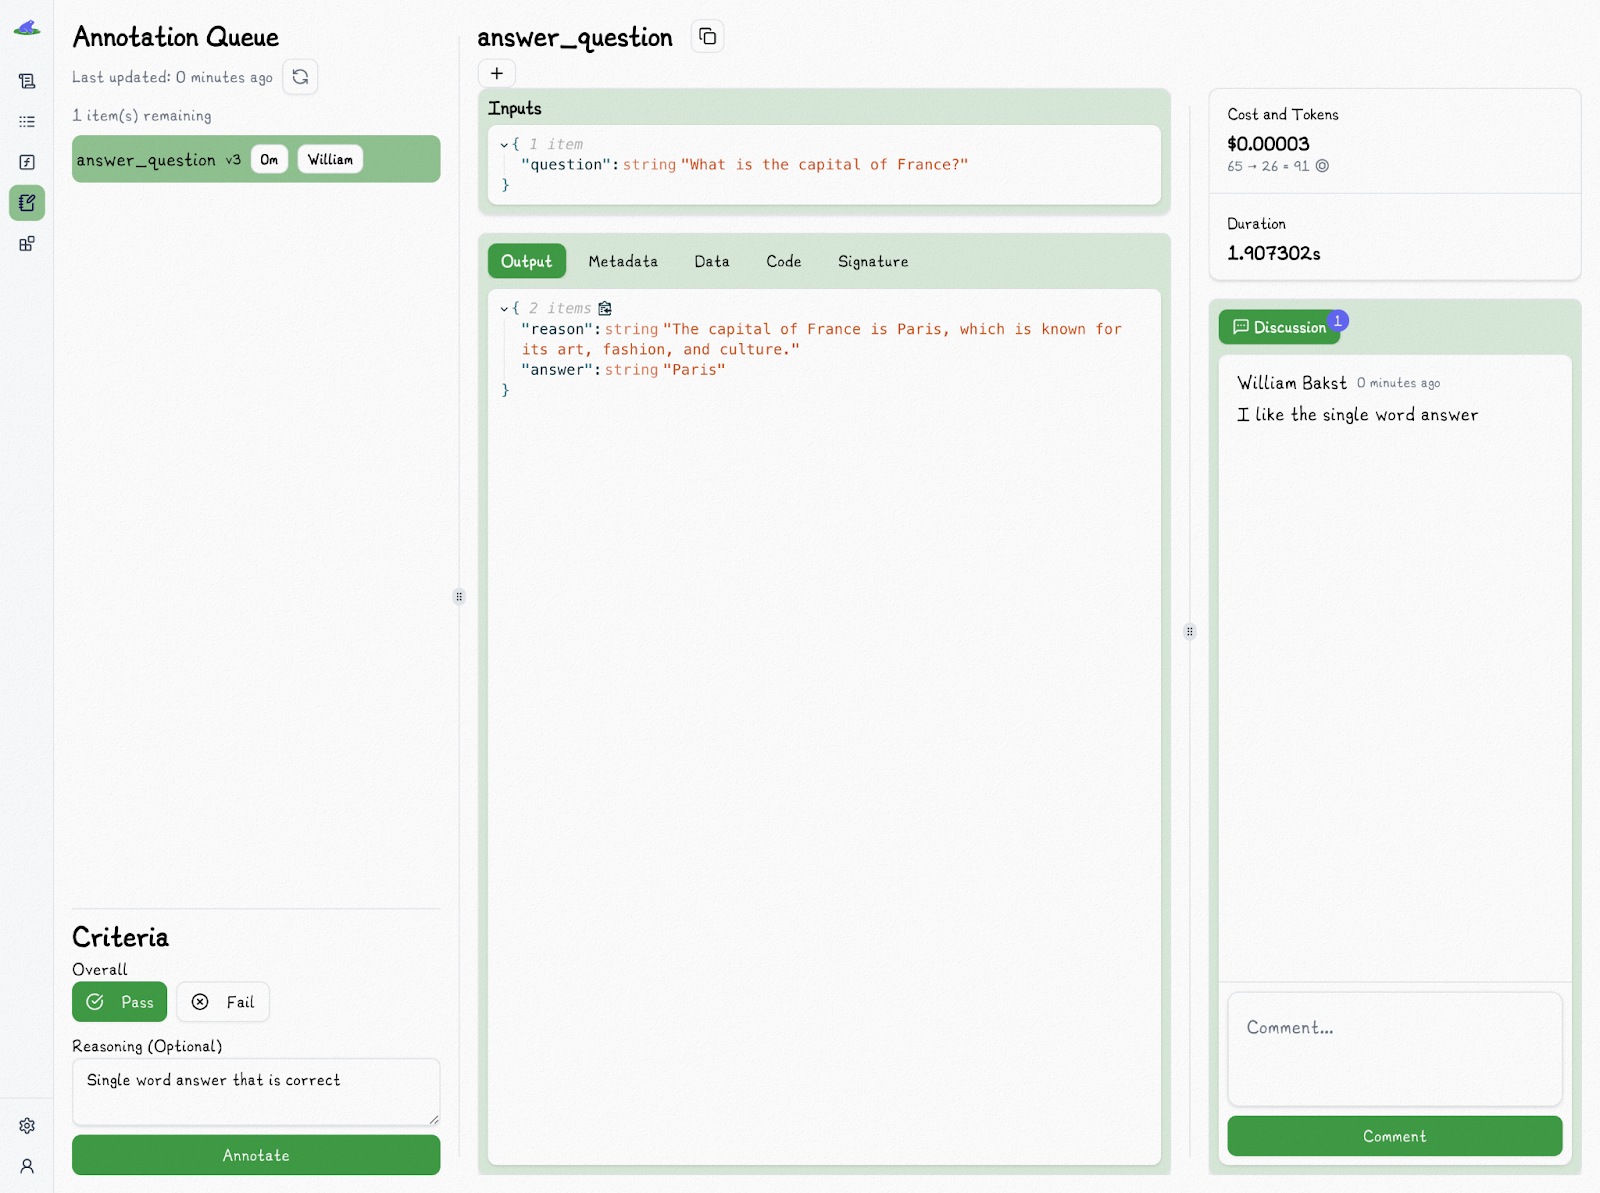 Annotation Queue
Last updated: 0 minutes ago
1 item(s) remaining
answer_question v3 Om William
Criteria
Overall
Pass Fail
Reasoning (Optional)
Single word answer that is correct
Annotate
answer_question
+
Inputs
{ 1 item
"question": string "What is the capital of France?"
}
Output Metadata Data Code Signature
{ 2 items
"reason": string "The capital of France is Paris, which is known for
its art, fashion, and culture."
"answer": string "Paris"
}
Cost and Tokens
$0.00003
65 → 26 = 91
Duration
1.907302s
Discussion 1
William Bakst 0 minutes ago
I like the single word answer
Comment...
Comment